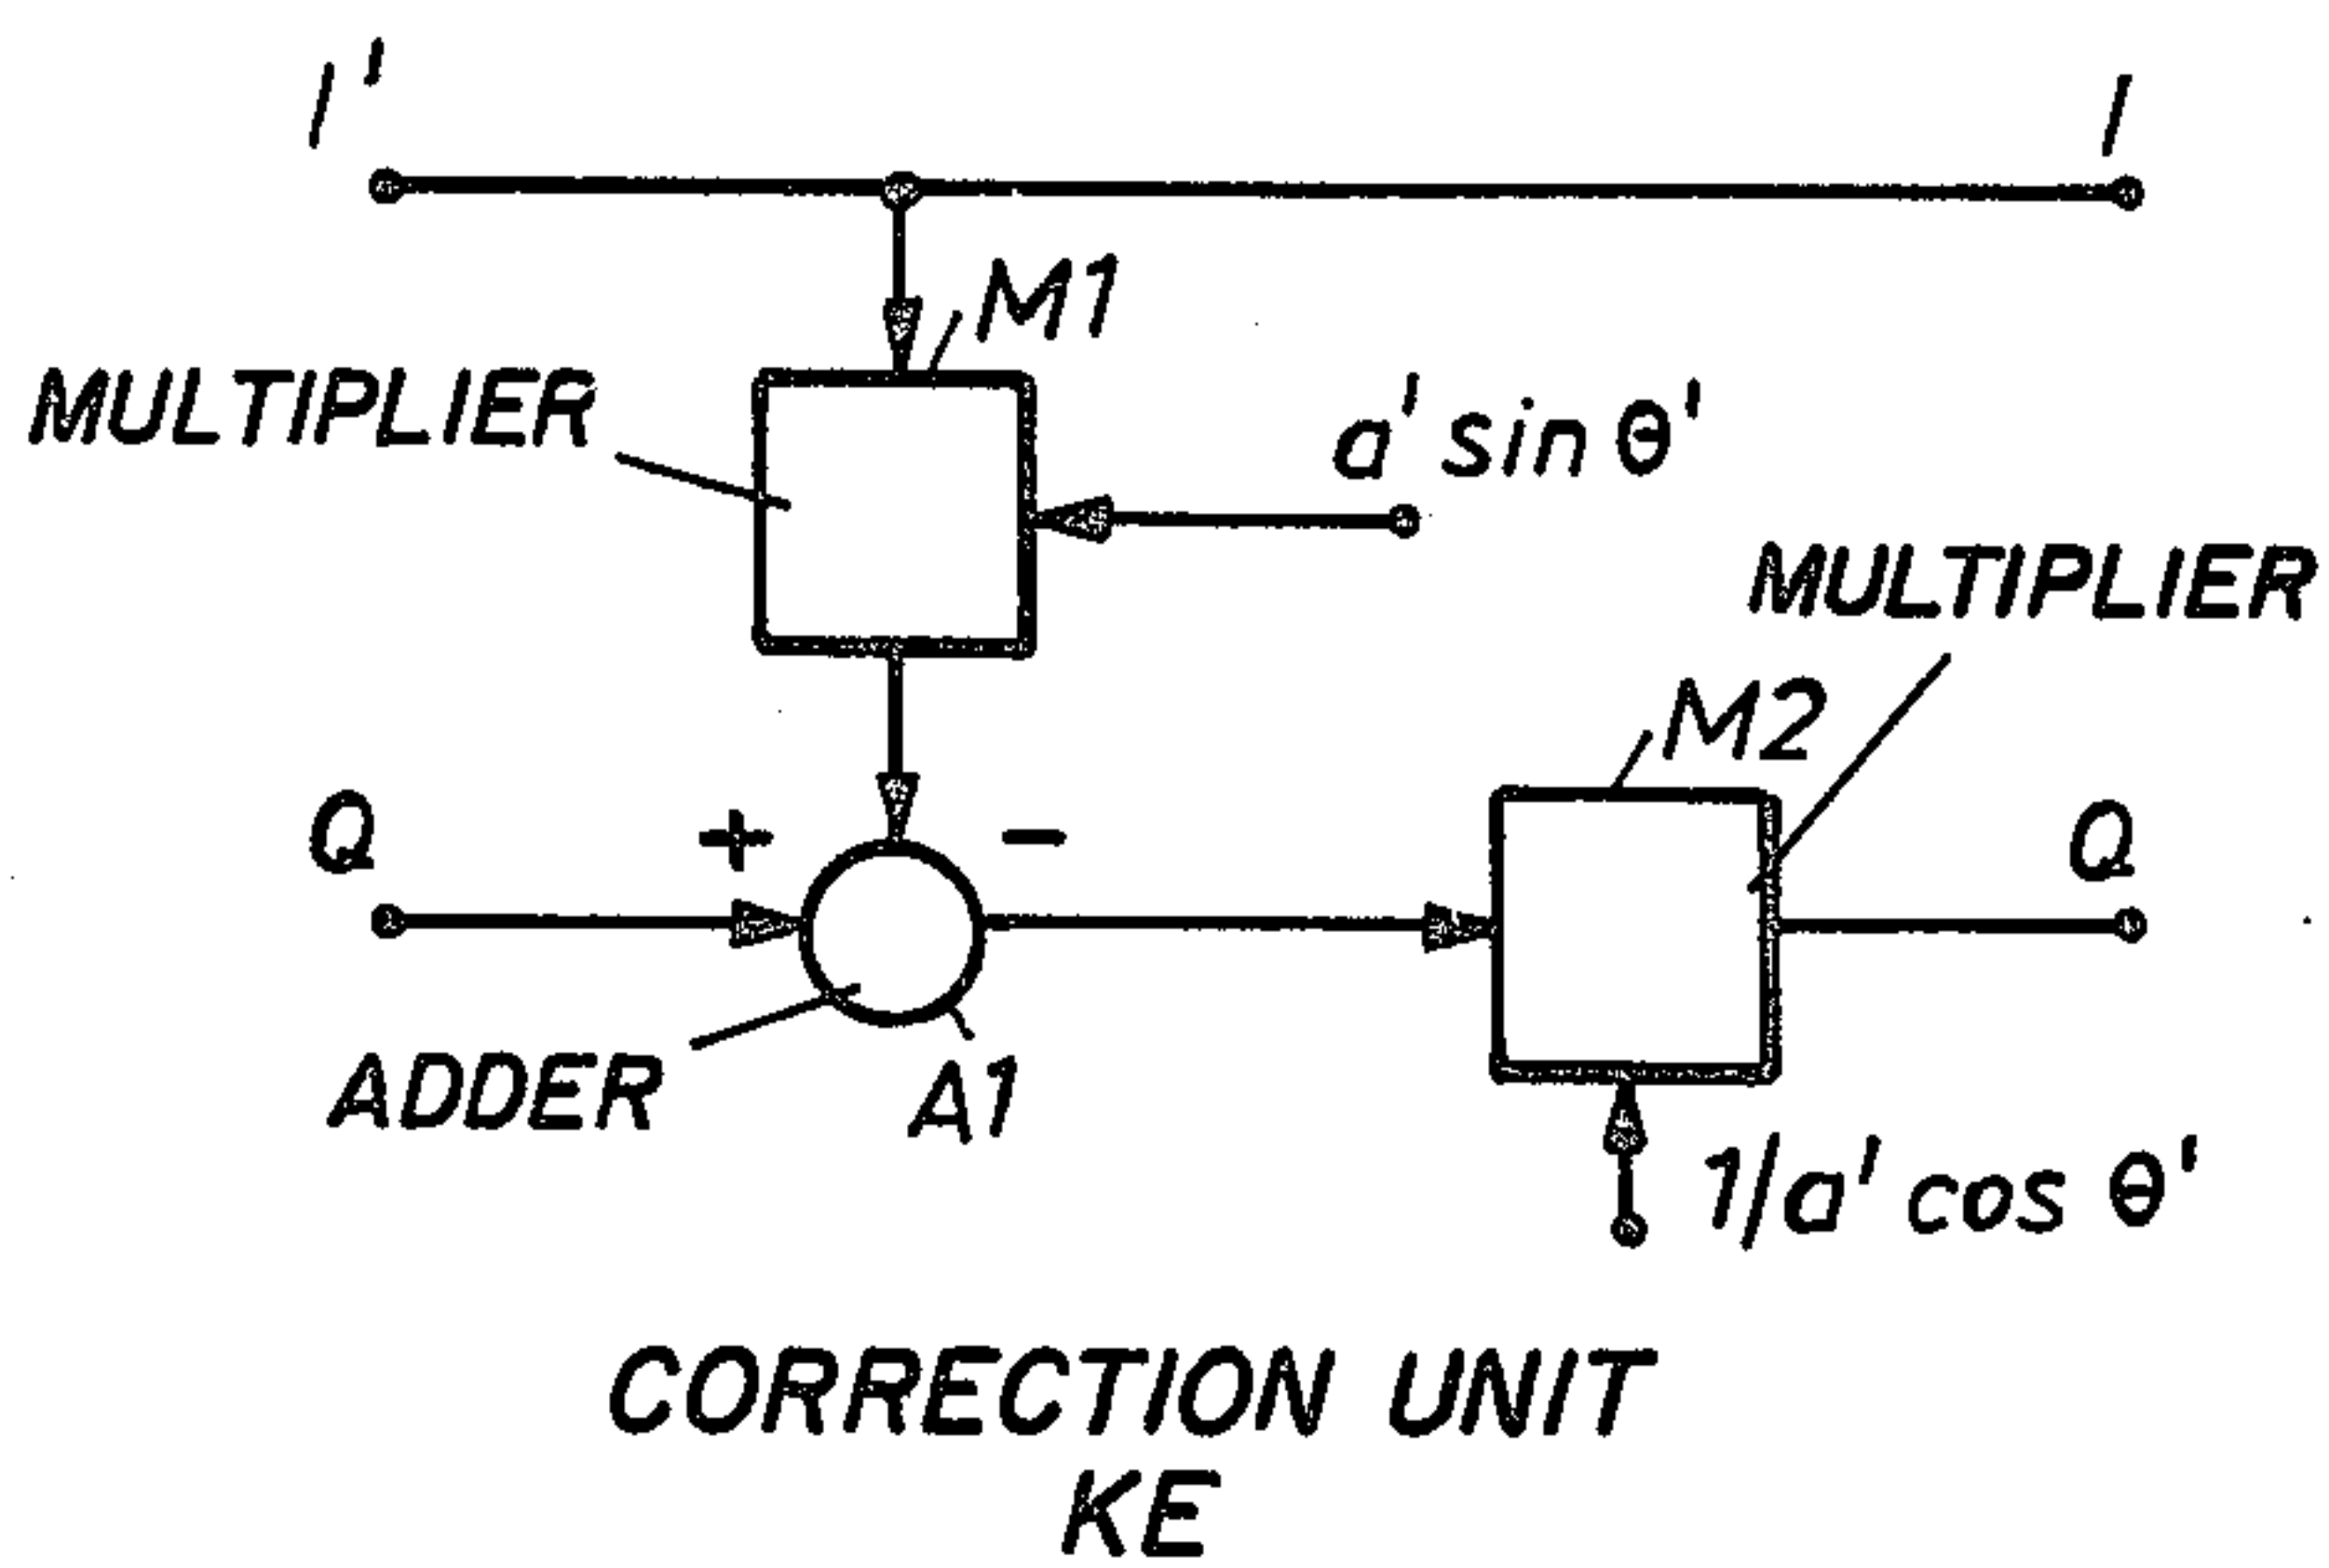 I'
I
M1
MULTIPLIER
a' sin θ'
MULTIPLIER
M2
Q
+
-
Q
ADDER
A1
1/a' cos θ'
CORRECTION UNIT
KE